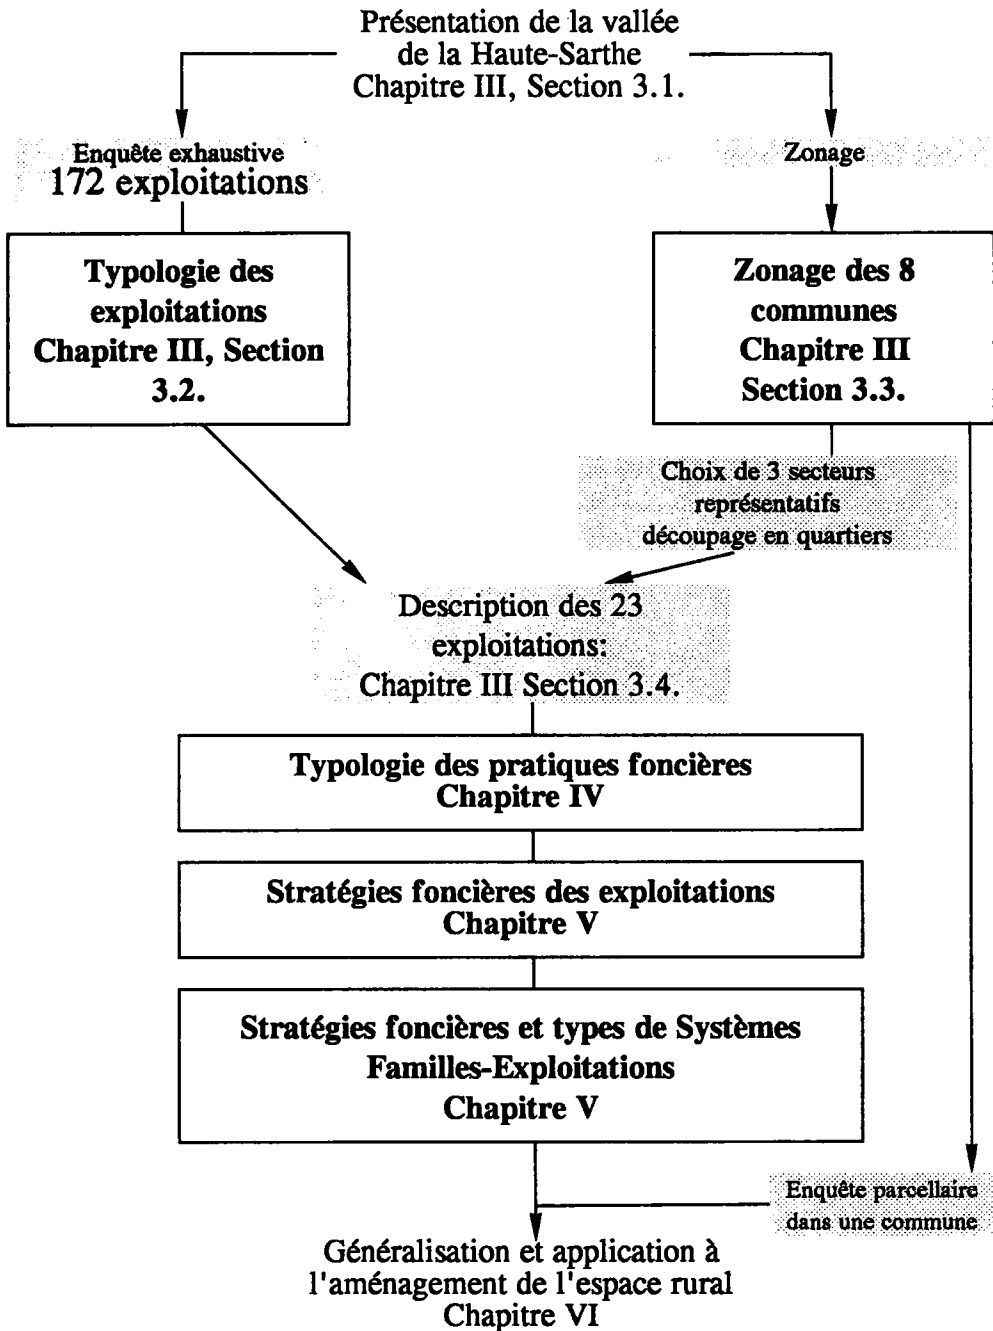 Présentation de la vallée
de la Haute-Sarthe
Chapitre III, Section 3.1.
Enquête exhaustive
172 exploitations
Zonage
Typologie des
exploitations
Chapitre III, Section
3.2.
Zonage des 8
communes
Chapitre III
Section 3.3.
Choix de 3 secteurs
représentatifs
découpage en quartiers
Description des 23
exploitations:
Chapitre III Section 3.4.
Typologie des pratiques foncières
Chapitre IV
Stratégies foncières des exploitations
Chapitre V
Stratégies foncières et types de Systèmes
Familles-Exploitations
Chapitre V
Enquête parcellaire
dans une commune
Généralisation et application à
l'aménagement de l'espace rural
Chapitre VI